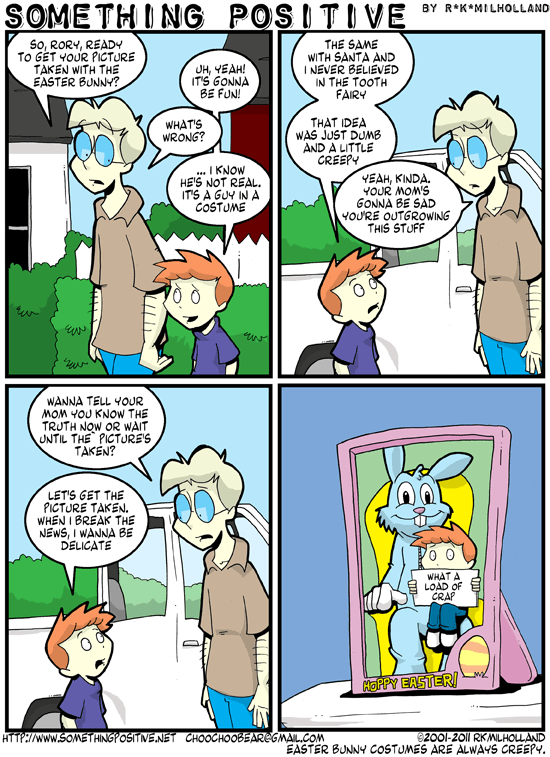 SOMETHING POSITIVE BY R*K*MILHOLLAND
SO, RORY, READY
TO GET YOUR PICTURE
TAKEN WITH THE
EASTER BUNNY?
UH, YEAH!
IT'S GONNA
BE FUN!
WHAT'S
WRONG?
... I KNOW
HE'S NOT REAL.
IT'S A GUY IN A
COSTUME
THE SAME
WITH SANTA AND
I NEVER BELIEVED
IN THE TOOTH
FAIRY
THAT IDEA
WAS JUST DUMB
AND A LITTLE
CREEPY
YEAH, KINDA.
YOUR MOM'S
GONNA BE SAD
YOU'RE OUTGROWING
THIS STUFF
WANNA TELL YOUR
MOM YOU KNOW THE
TRUTH NOW OR WAIT
UNTIL THE PICTURE'S
TAKEN?
LET'S GET THE
PICTURE TAKEN.
WHEN I BREAK THE
NEWS, I WANNA BE
DELICATE
WHAT A
LOAD OF
CRAP
HOPPY EASTER!
HTTP://WWW.SOMETHINGPOSITIVE.NET CHOOCHOOBEAR@GMAIL.COM ©2001-2011 RKMILHOLLAND
EASTER BUNNY COSTUMES ARE ALWAYS CREEPY.